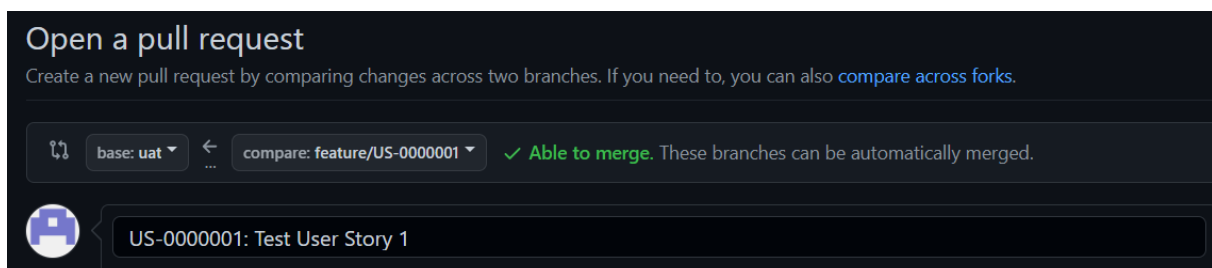 Open a pull request
Create a new pull request by comparing changes across two branches. If you need to, you can also compare across forks.
base: uat ← ... compare: feature/US-0000001 ✓ Able to merge. These branches can be automatically merged.
US-0000001: Test User Story 1